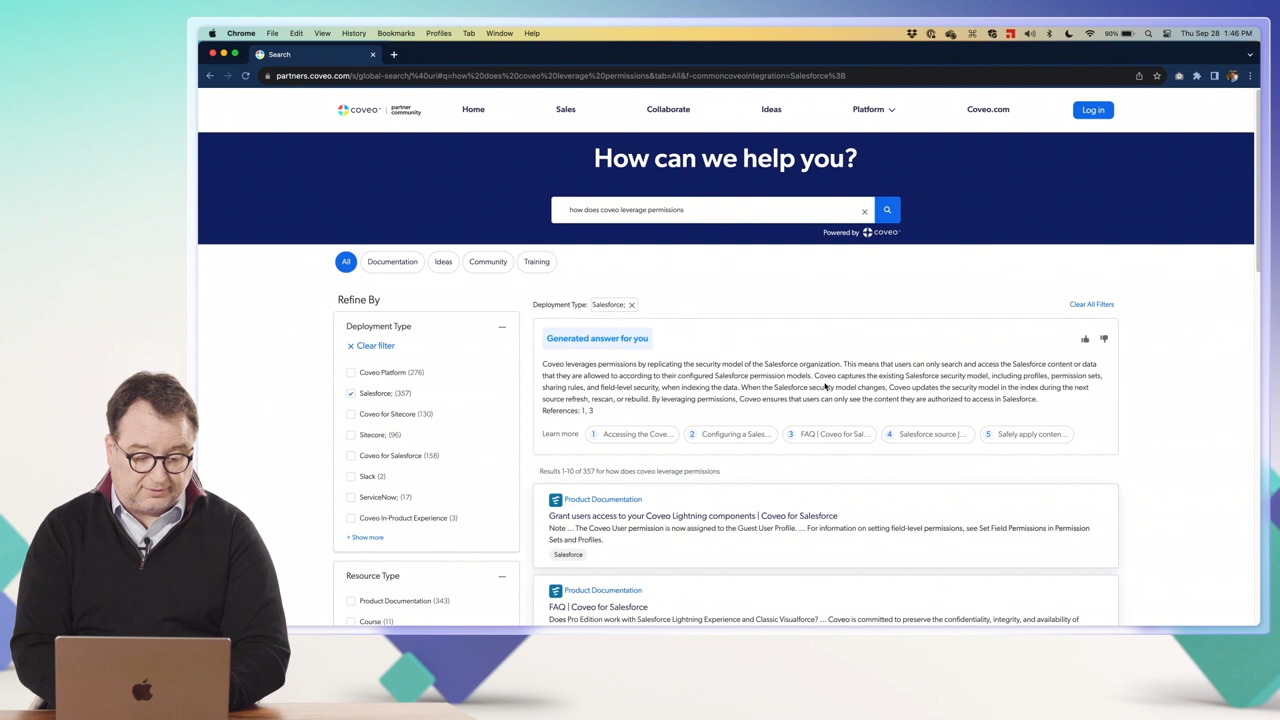 Chrome File Edit View History Bookmarks Profiles Tab Window Help
90% Thu Sep 28 1:46 PM
Search
partners.coveo.com/s/global-search/%40uri#q=how%20does%20coveo%20leverage%20permissions&tab=All&f-commoncoveointegration=Salesforce%3B
coveo™ | partner community Home Sales Collaborate Ideas Platform Coveo.com Log in
How can we help you?
how does coveo leverage permissions
Powered by coveo™
All Documentation Ideas Community Training
Refine By
Deployment Type
Clear filter
Coveo Platform (276)
Salesforce; (357)
Coveo for Sitecore (130)
Sitecore; (96)
Coveo for Salesforce (158)
Slack (2)
ServiceNow; (17)
Coveo In-Product Experience (3)
+ Show more
Resource Type
Product Documentation (343)
Course (11)
Deployment Type: Salesforce; Clear All Filters
Generated answer for you
Coveo leverages permissions by replicating the security model of the Salesforce organization. This means that users can only search and access the Salesforce content or data
that they are allowed to according to their configured Salesforce permission models. Coveo captures the existing Salesforce security model, including profiles, permission sets,
sharing rules, and field-level security, when indexing the data. When the Salesforce security model changes, Coveo updates the security model in the index during the next
source refresh, rescan, or rebuild. By leveraging permissions, Coveo ensures that users can only see the content they are authorized to access in Salesforce.
References: 1, 3
Learn more 1 Accessing the Cove... 2 Configuring a Sales... 3 FAQ | Coveo for Sal... 4 Salesforce source J... 5 Safely apply conten...
Results 1-10 of 357 for how does coveo leverage permissions
Product Documentation
Grant users access to your Coveo Lightning components | Coveo for Salesforce
Note ... The Coveo User permission is now assigned to the Guest User Profile. ... For information on setting field-level permissions, see Set Field Permissions in Permission
Sets and Profiles.
Salesforce
Product Documentation
FAQ | Coveo for Salesforce
Does Pro Edition work with Salesforce Lightning Experience and Classic Visualforce? ... Coveo is committed to preserve the confidentiality, integrity, and availability of